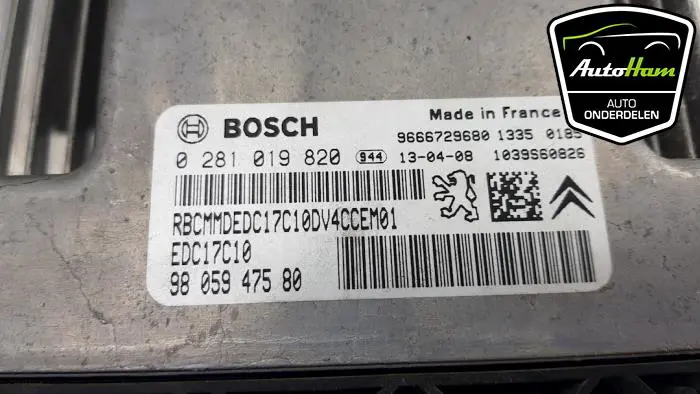 AutoHam
AUTO
ONDERDELEN
Made in France
BOSCH
9666729680 1335 0185
0 281 019 820 944 13-04-08 1039S60826
RBCMMDEDC17C10DV4CCEM01
EDC17C10
98 059 475 80